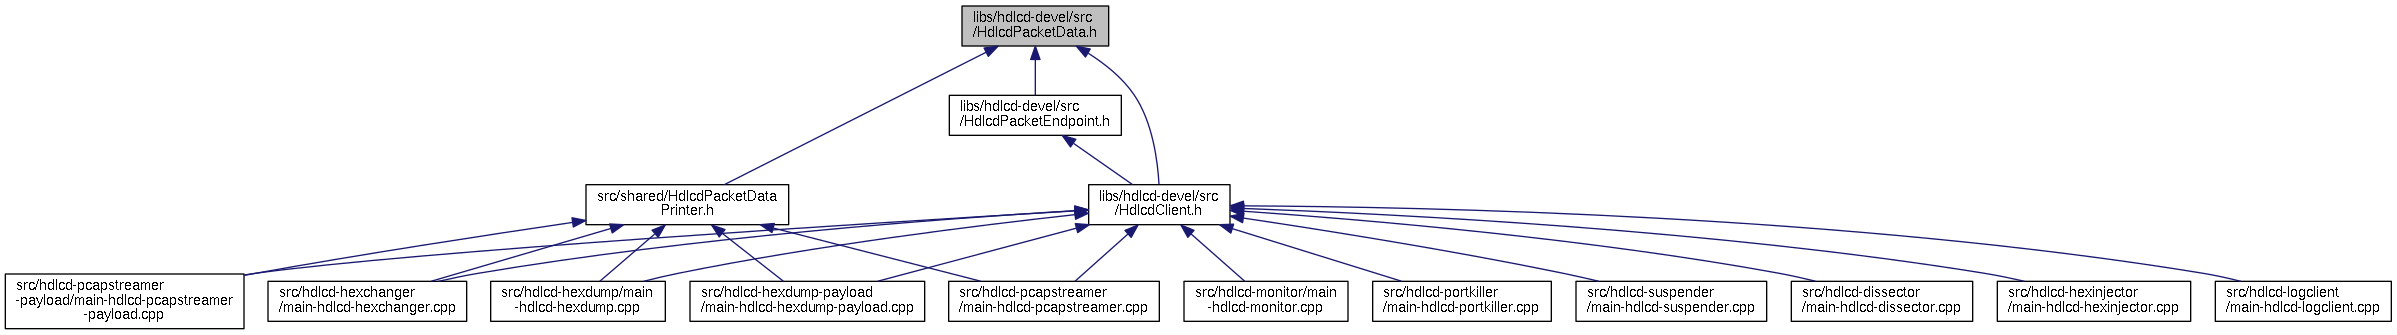 libs/hdlcd-devel/src
/HdlcdPacketData.h
libs/hdlcd-devel/src
/HdlcdPacketEndpoint.h
src/shared/HdlcdPacketData
Printer.h
libs/hdlcd-devel/src
/HdlcdClient.h
src/hdlcd-pcapstreamer
-payload/main-hdlcd-pcapstreamer
-payload.cpp
src/hdlcd-hexchanger
/main-hdlcd-hexchanger.cpp
src/hdlcd-hexdump/main
-hdlcd-hexdump.cpp
src/hdlcd-hexdump-payload
/main-hdlcd-hexdump-payload.cpp
src/hdlcd-pcapstreamer
/main-hdlcd-pcapstreamer.cpp
src/hdlcd-monitor/main
-hdlcd-monitor.cpp
src/hdlcd-portkiller
/main-hdlcd-portkiller.cpp
src/hdlcd-suspender
/main-hdlcd-suspender.cpp
src/hdlcd-dissector
/main-hdlcd-dissector.cpp
src/hdlcd-hexinjector
/main-hdlcd-hexinjector.cpp
src/hdlcd-logclient
/main-hdlcd-logclient.cpp